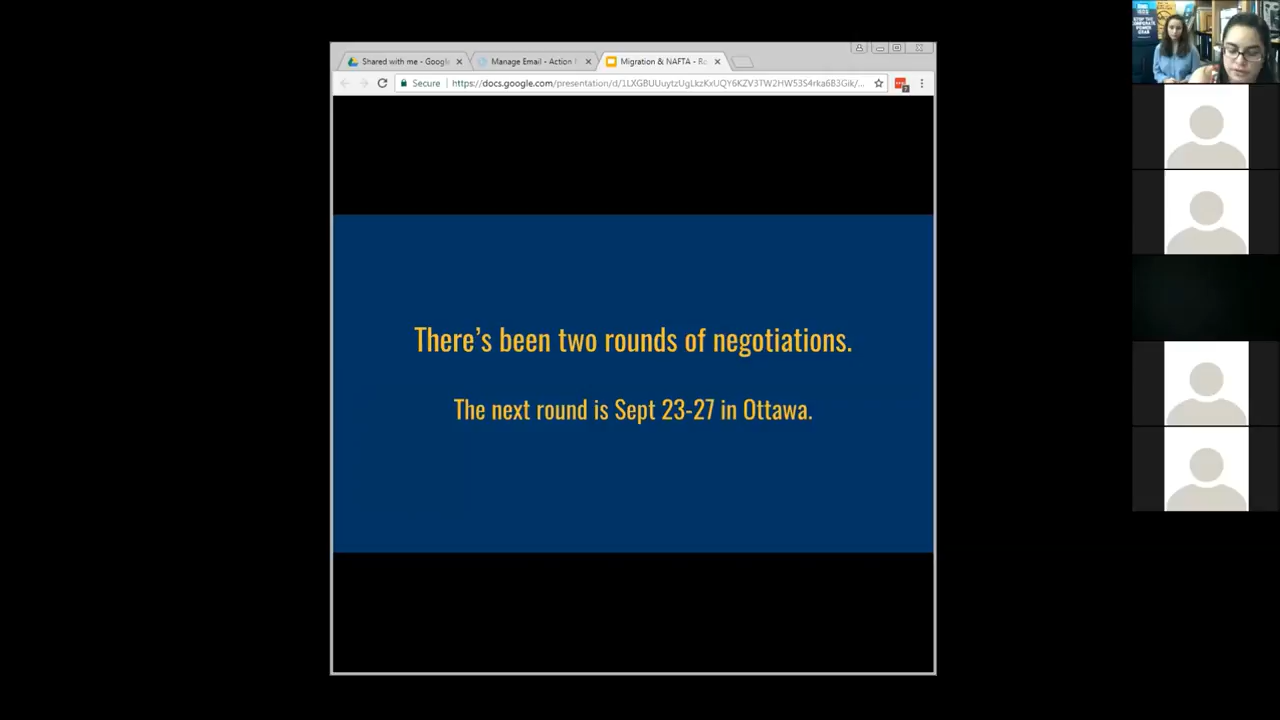 Shared with me - Google
Manage Email - Action
Migration & NAFTA - Ro
Secure
There's been two rounds of negotiations.
The next round is Sept 23-27 in Ottawa.